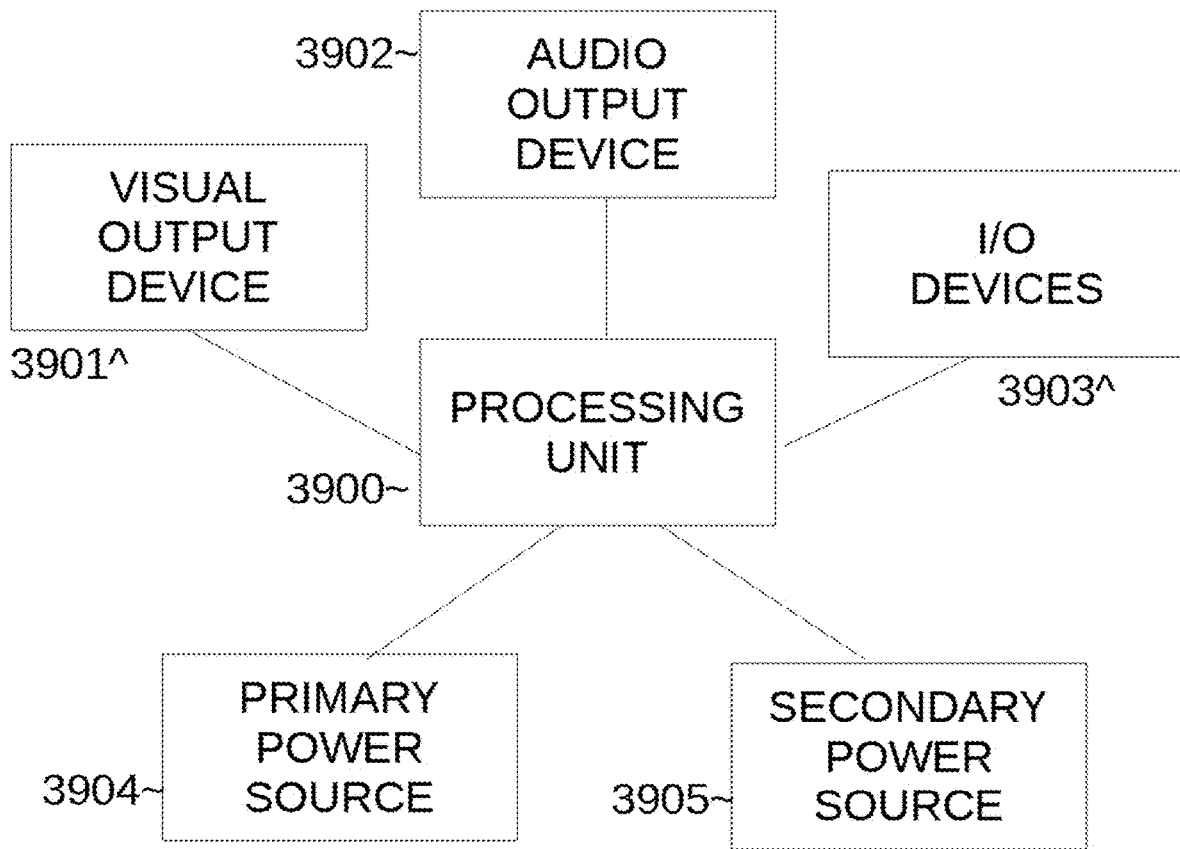 3902~
AUDIO
OUTPUT
DEVICE
VISUAL
OUTPUT
DEVICE
3901^
I/O
DEVICES
3903^
PROCESSING
UNIT
3900~
PRIMARY
POWER
SOURCE
3904~
SECONDARY
POWER
SOURCE
3905~